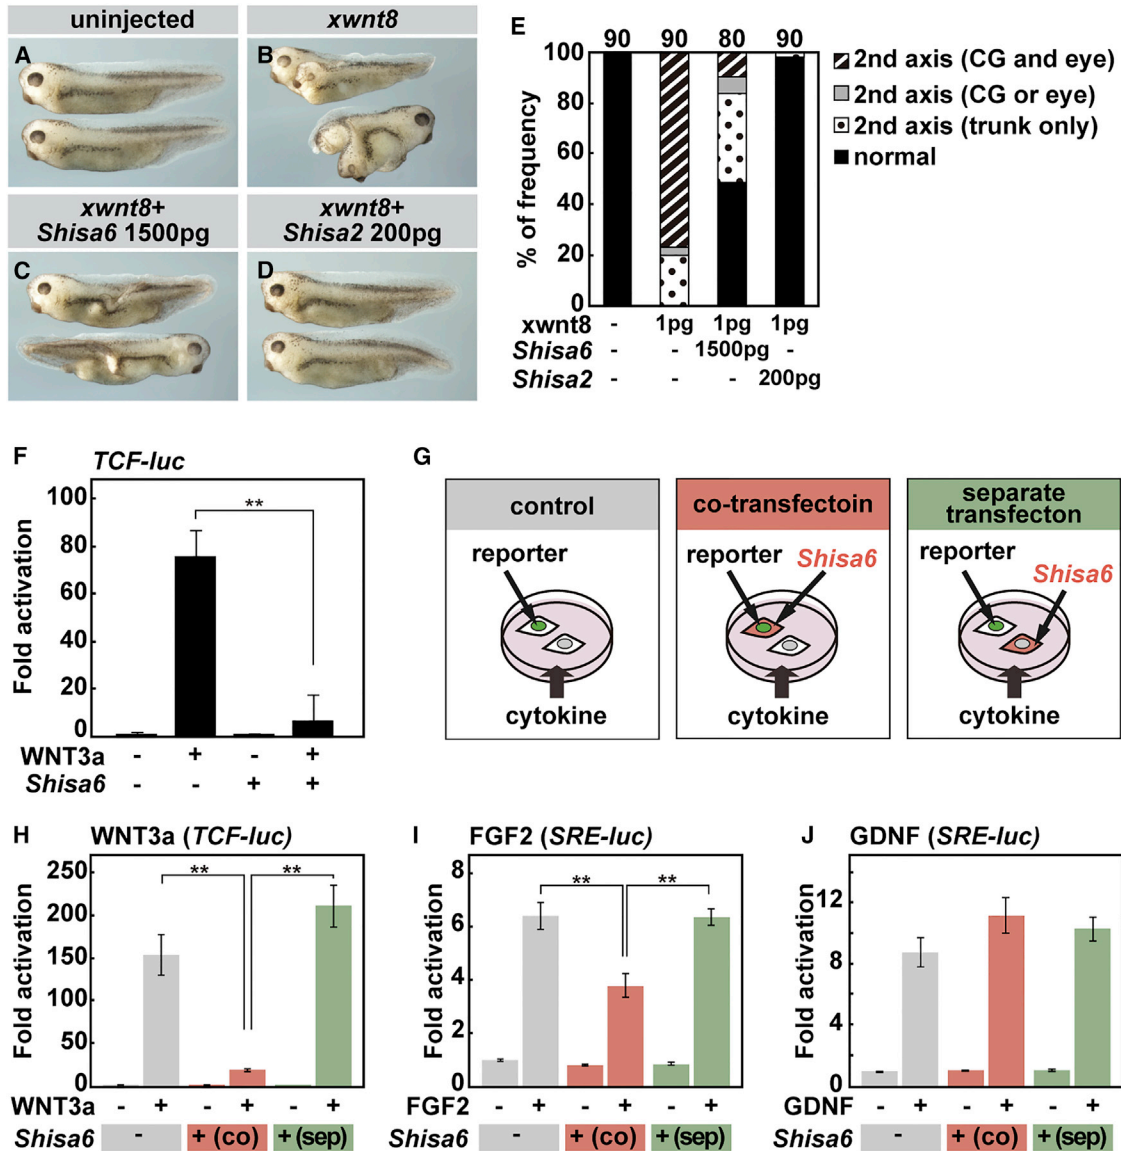 uninjected
xwnt8
A
B
xwnt8+
Shisa6 1500pg
xwnt8+
Shisa2 200pg
C
D
E
90 90 80 90
100
80
60
40
20
0
% of frequency
2nd axis (CG and eye)
2nd axis (CG or eye)
2nd axis (trunk only)
normal
xwnt8 - 1pg 1pg 1pg
Shisa6 - - 1500pg -
Shisa2 - - - 200pg
F
TCF-luc
100
80
60
40
20
0
Fold activation
**
WNT3a - + - +
Shisa6 - - + +
G
control
reporter
cytokine
co-transfectoin
reporter Shisa6
cytokine
separate
transfecton
reporter
Shisa6
cytokine
H WNT3a (TCF-luc)
250
200
150
100
50
0
Fold activation
** **
WNT3a - + - + - +
Shisa6 - + (co) + (sep)
I FGF2 (SRE-luc)
8
6
4
2
0
Fold activation
** **
FGF2 - + - + - +
Shisa6 - + (co) + (sep)
J GDNF (SRE-luc)
12
8
4
0
Fold activation
GDNF - + - + - +
Shisa6 - + (co) + (sep)